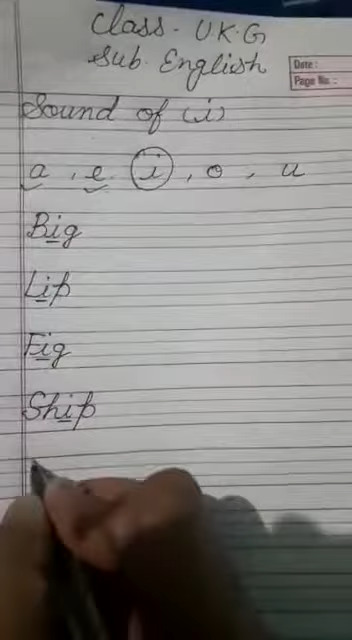 Class - U.K.G
Sub. English
Date :
Page No. :
Sound of (i)
a , e , i , o , u
Big
Lip
Fig
Ship